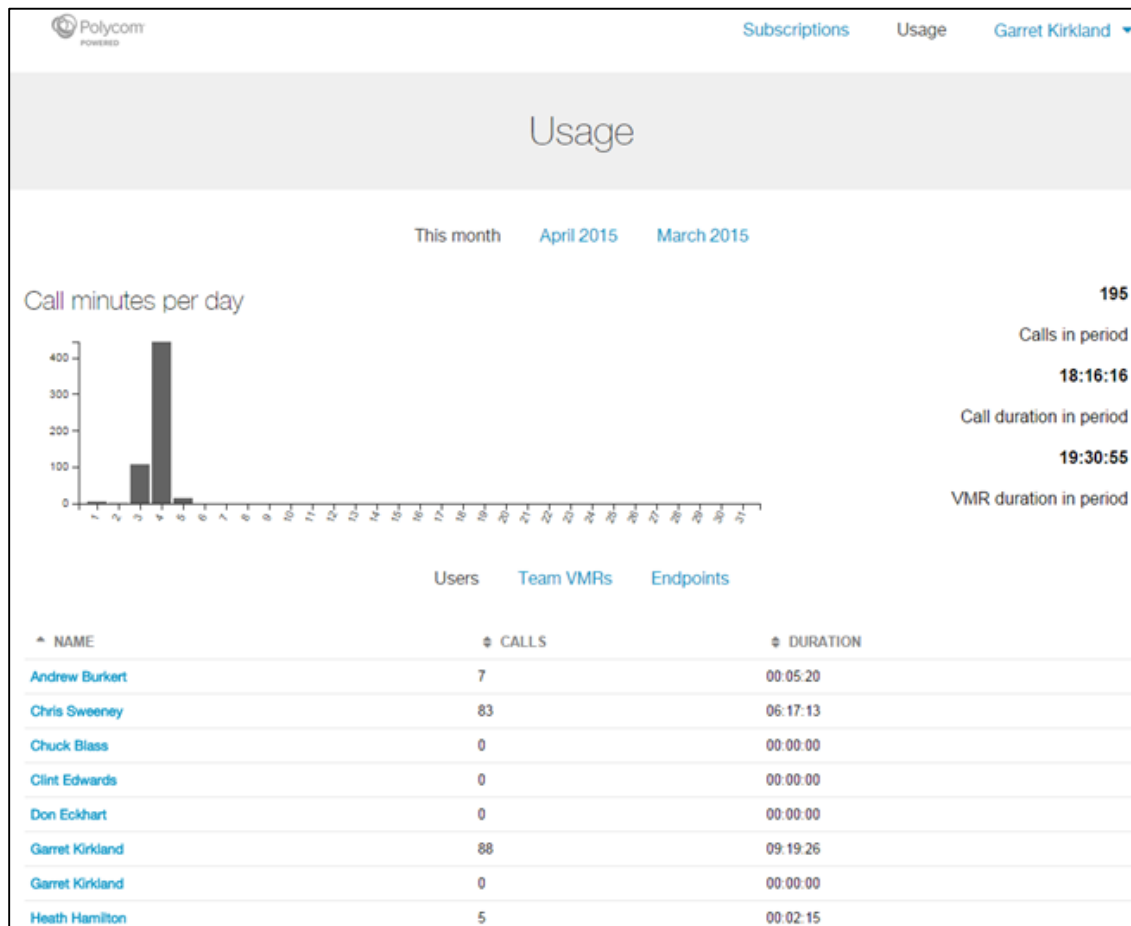 Polycom
POWERED
Subscriptions Usage Garret Kirkland
Usage
This month April 2015 March 2015
Call minutes per day
195
Calls in period
18:16:16
Call duration in period
19:30:55
VMR duration in period
400
300
200
100
0
1 2 3 4 5 6 7 8 9 10 11 12 13 14 15 16 17 18 19 20 21 22 23 24 25 26 27 28 29 30 31
Users Team VMRs Endpoints
NAME CALLS DURATION
Andrew Burkert 7 00:05:20
Chris Sweeney 83 06:17:13
Chuck Blass 0 00:00:00
Clint Edwards 0 00:00:00
Don Eckhart 0 00:00:00
Garret Kirkland 88 09:19:26
Garret Kirkland 0 00:00:00
Heath Hamilton 5 00:02:15